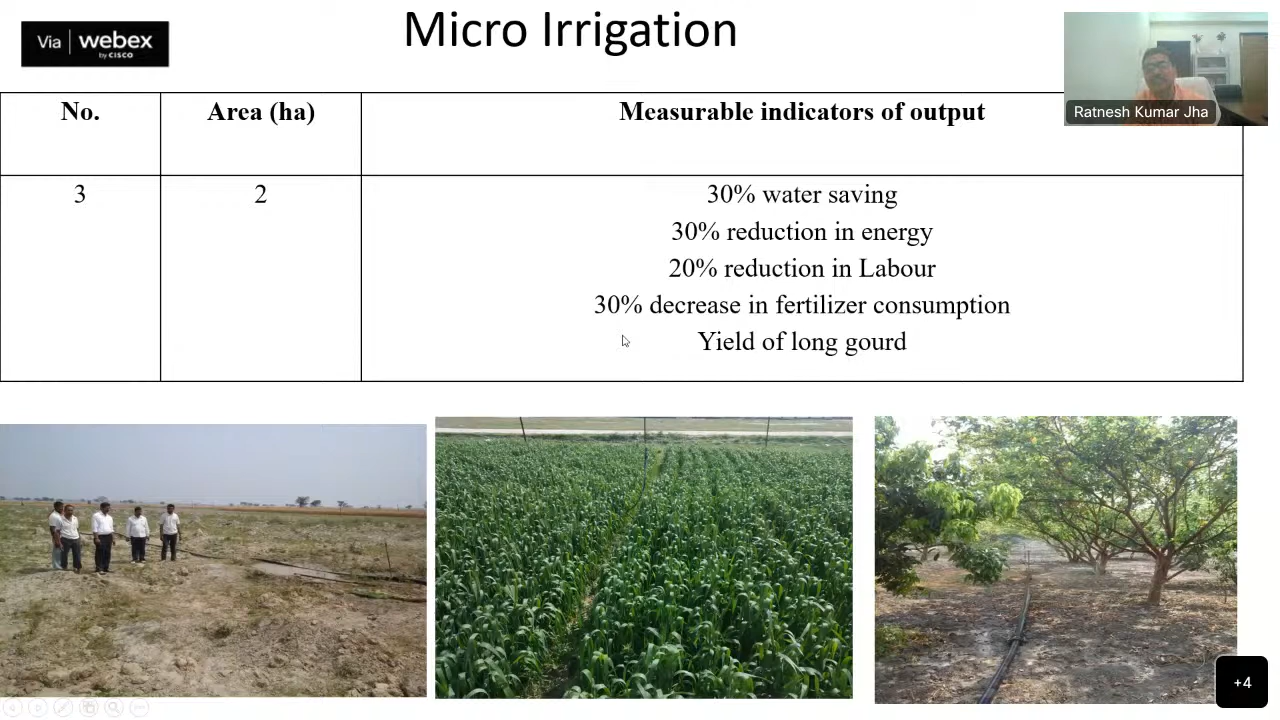 Via | webex
by CISCO
Micro Irrigation
Ratnesh Kumar Jha
No. Area (ha) Measurable indicators of output
3 2 30% water saving
30% reduction in energy
20% reduction in Labour
30% decrease in fertilizer consumption
Yield of long gourd
+4